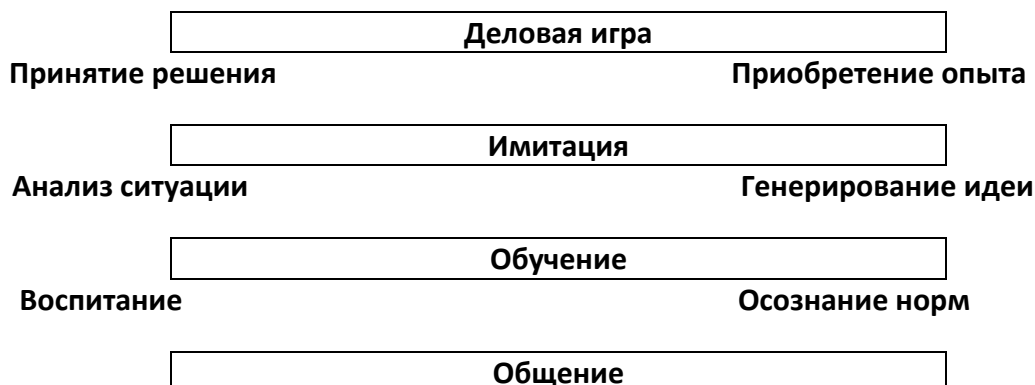 Деловая игра
Принятие решения Приобретение опыта
Имитация
Анализ ситуации Генерирование идеи
Обучение
Воспитание Осознание норм
Общение